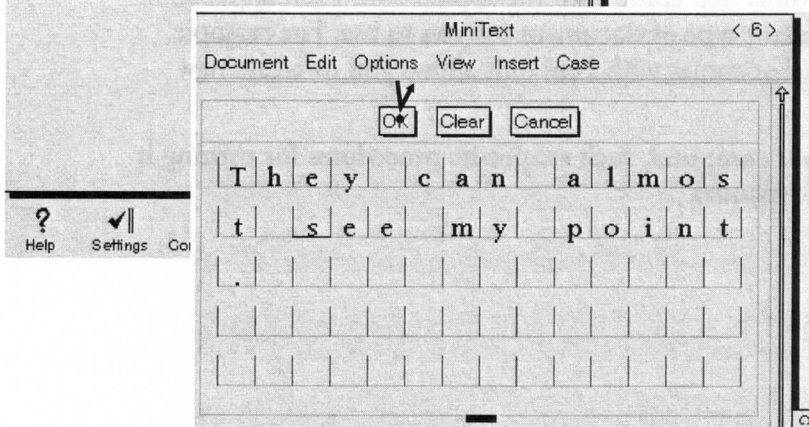 MiniText < 6 >
Document Edit Options View Insert Case
OK Clear Cancel
They can almos
t see my point
.
? Help Settings